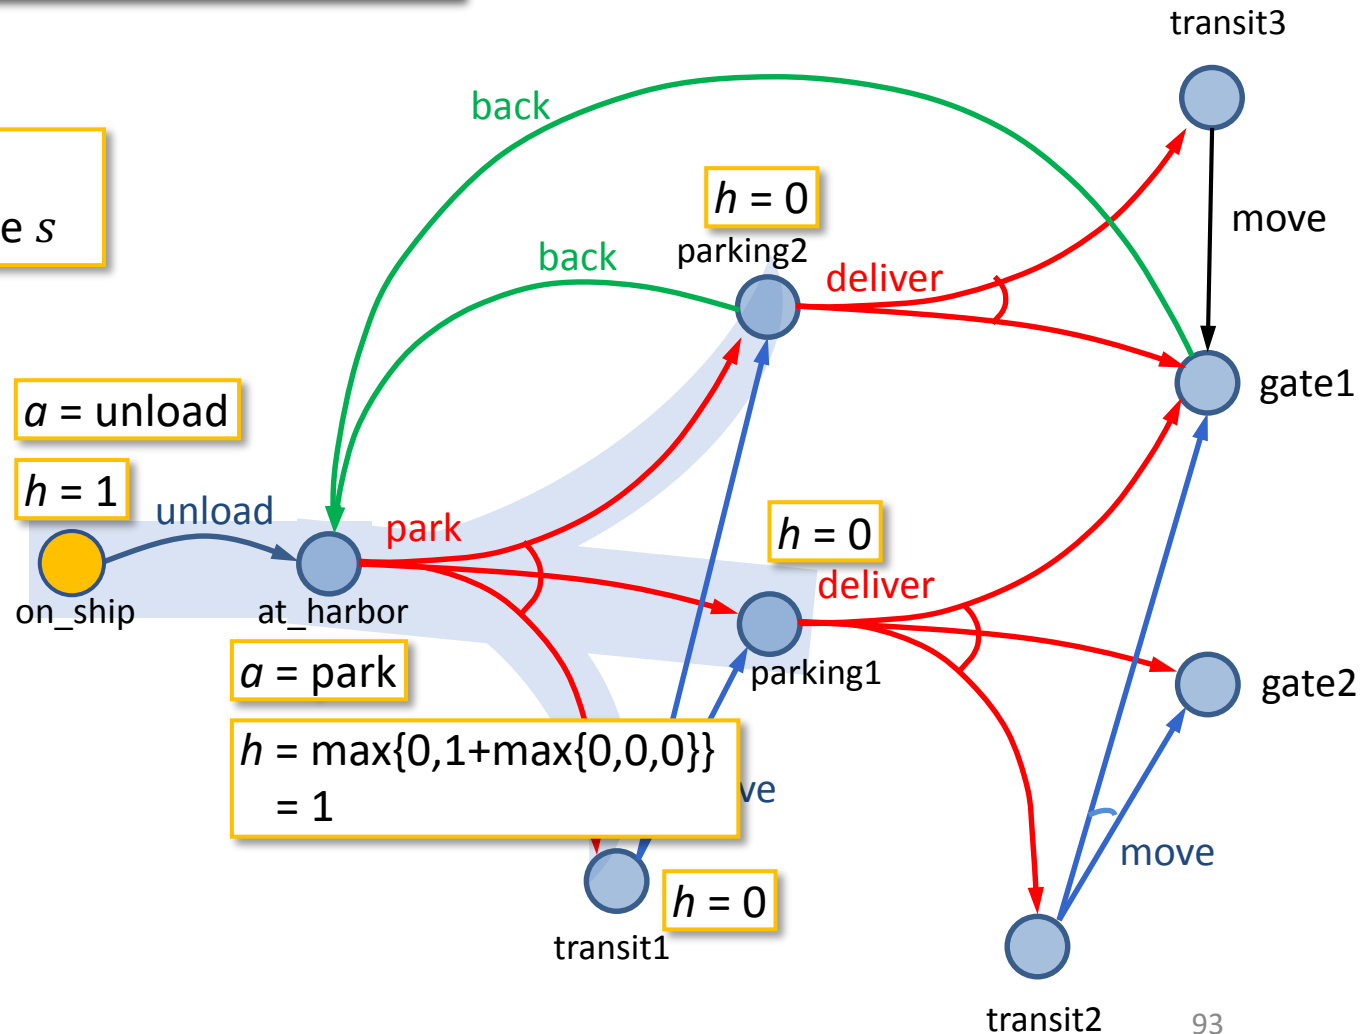 transit3
back
e s
h = 0
parking2
move
back
deliver
gate1
a = unload
h = 1
unload
park
h = 0
deliver
on_ship
at_harbor
a = park
parking1
gate2
h = max{0,1+max{0,0,0}}
= 1
ve
move
h = 0
transit1
transit2
93